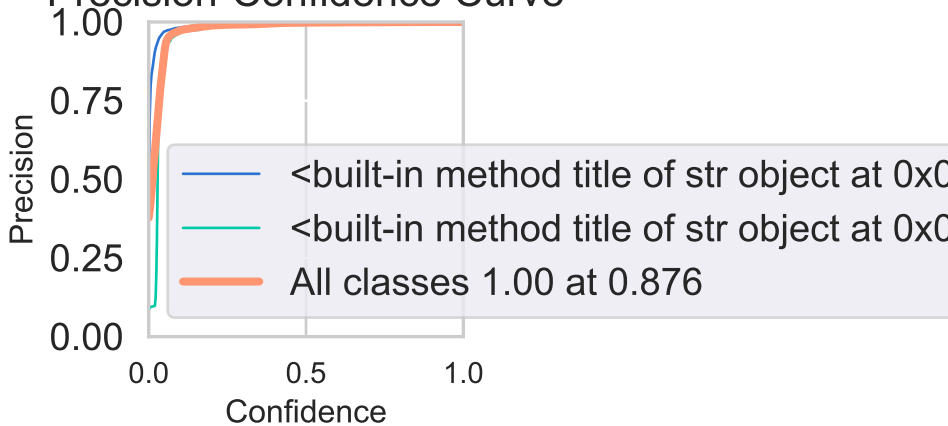 Precision-Confidence Curve
1.00
0.75
0.50
0.25
0.00
Precision
<built-in method title of str object at 0x0
<built-in method title of str object at 0x0
All classes 1.00 at 0.876
0.0 0.5 1.0
Confidence